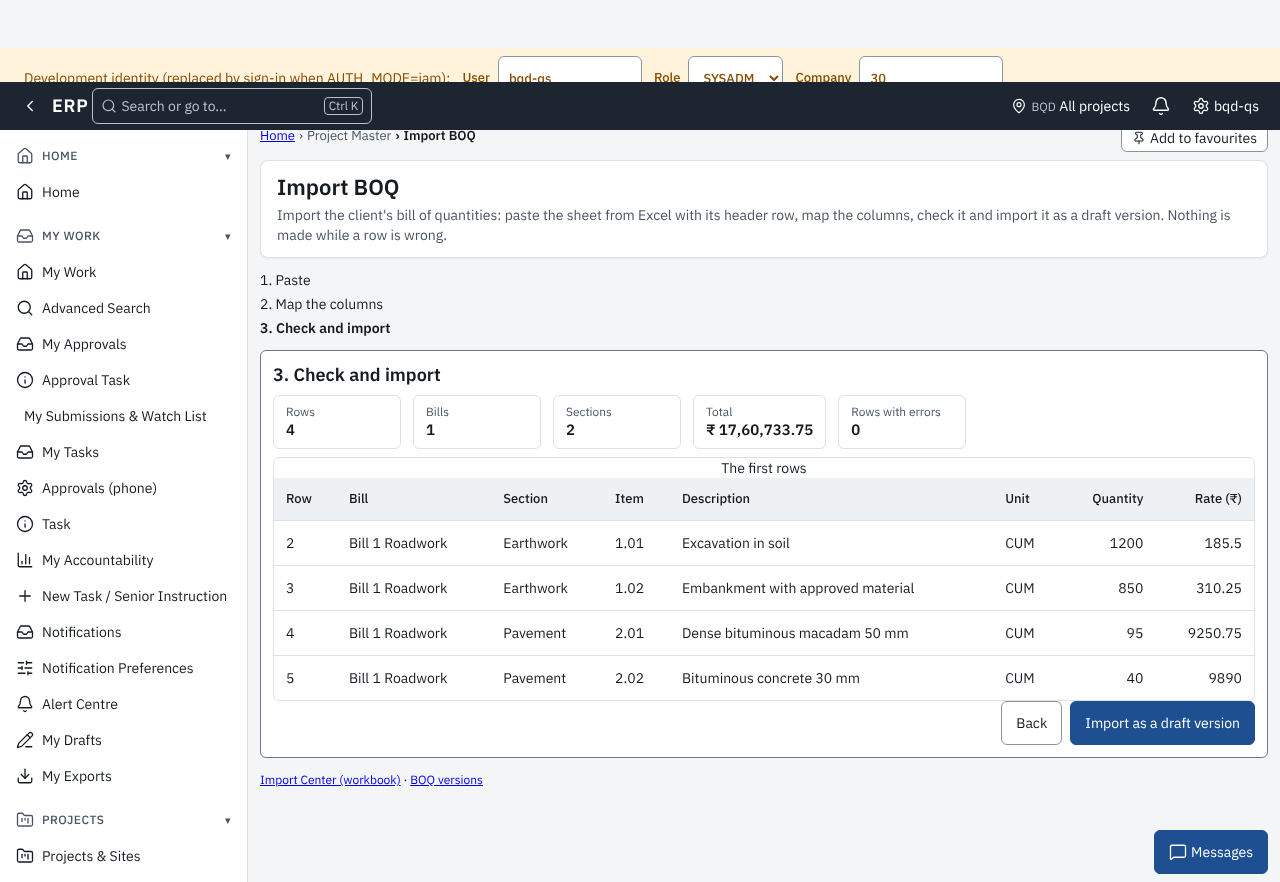 Development identity (replaced by sign-in when AUTH_MODE=iam): User bqd-qs Role SYSADM Company 30
ERP Search or go to... Ctrl K BQD All projects bqd-qs
Home › Project Master › Import BOQ
Add to favourites
HOME
Home
MY WORK
My Work
Advanced Search
My Approvals
Approval Task
My Submissions & Watch List
My Tasks
Approvals (phone)
Task
My Accountability
New Task / Senior Instruction
Notifications
Notification Preferences
Alert Centre
My Drafts
My Exports
PROJECTS
Projects & Sites
Import BOQ
Import the client's bill of quantities: paste the sheet from Excel with its header row, map the columns, check it and import it as a draft version. Nothing is
made while a row is wrong.
1. Paste
2. Map the columns
3. Check and import
3. Check and import
Rows Bills Sections Total Rows with errors
4 1 2 ₹ 17,60,733.75 0
The first rows
Row Bill Section Item Description Unit Quantity Rate (₹)
2 Bill 1 Roadwork Earthwork 1.01 Excavation in soil CUM 1200 185.5
3 Bill 1 Roadwork Earthwork 1.02 Embankment with approved material CUM 850 310.25
4 Bill 1 Roadwork Pavement 2.01 Dense bituminous macadam 50 mm CUM 95 9250.75
5 Bill 1 Roadwork Pavement 2.02 Bituminous concrete 30 mm CUM 40 9890
Back Import as a draft version
Import Center (workbook) · BOQ versions
Messages